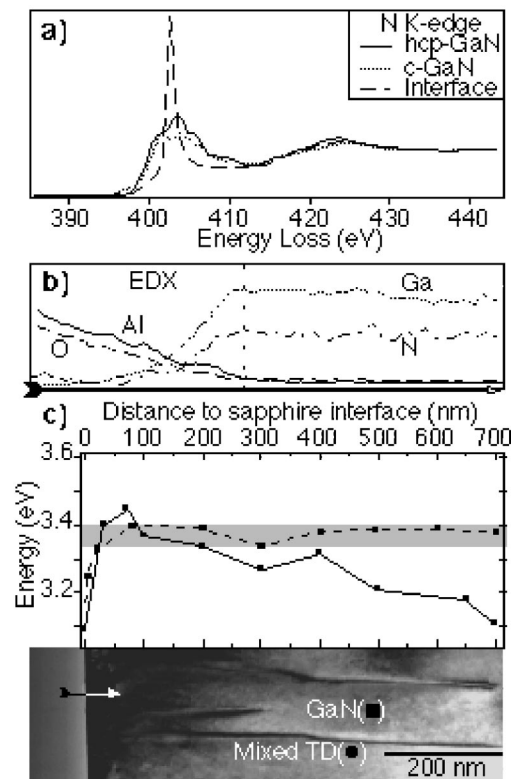 a)
N K-edge
hcp-GaN
c-GaN
Interface
390 400 410 420 430 440
Energy Loss (eV)
b)
EDX
Ga
Al
O
N
c)
Distance to sapphire interface (nm)
0 100 200 300 400 500 600 700
3.6
3.4
3.2
Energy (eV)
GaN(■)
Mixed TD(●)
200 nm